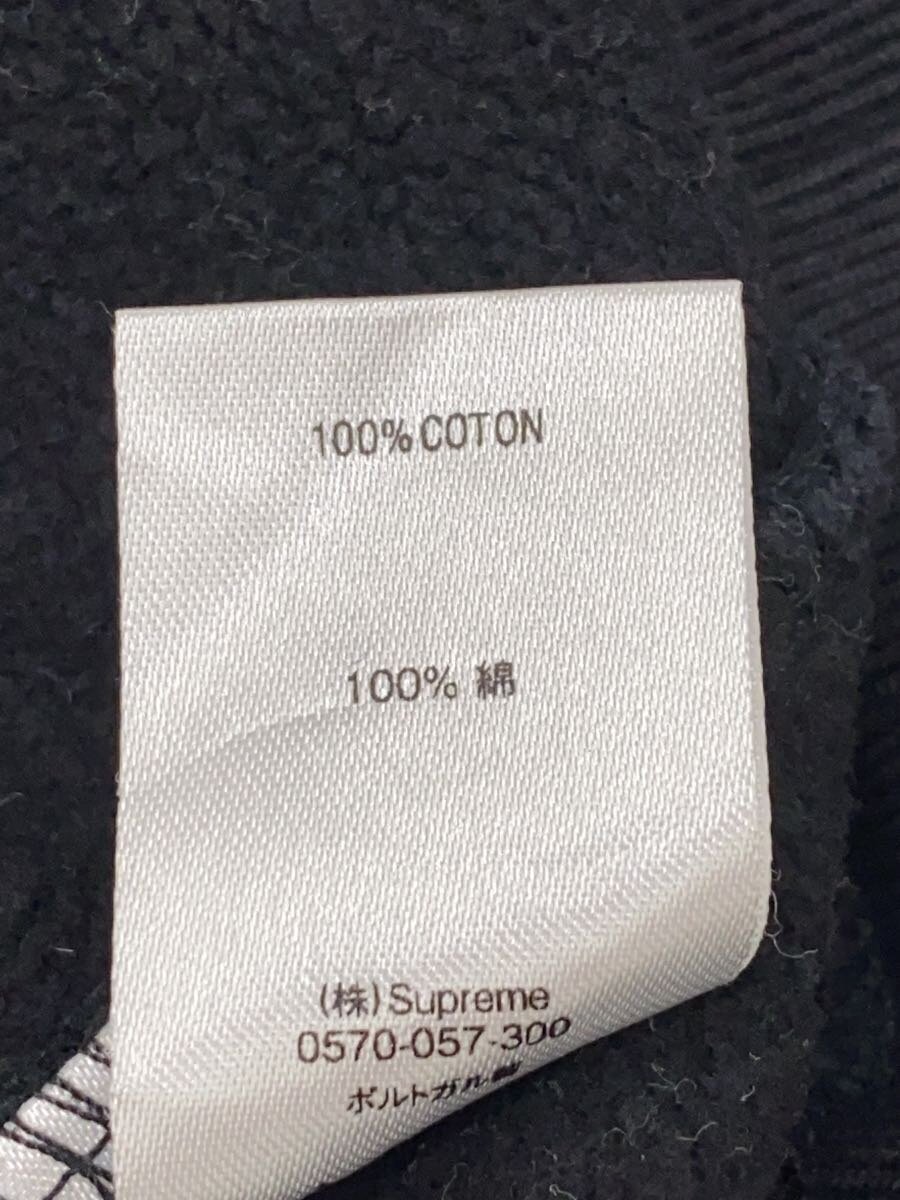 100% COTON
100% 綿
(株) Supreme
0570-057-300
ポルトガル製